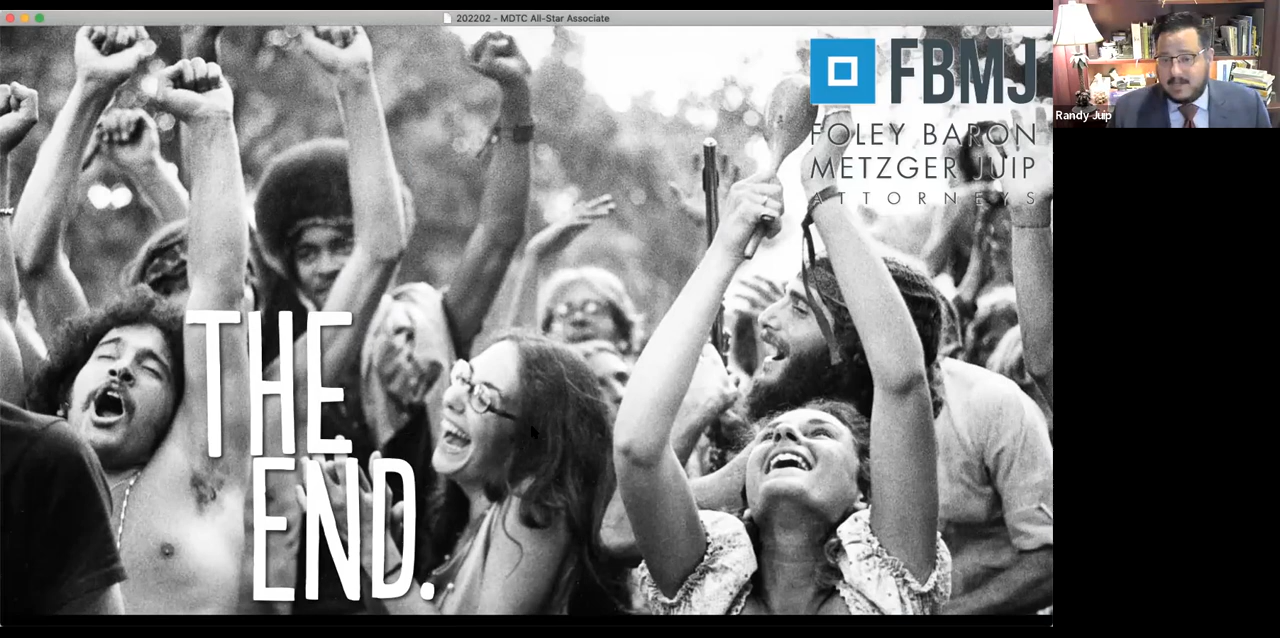 202202 - MDTC All-Star Associate
FBMJ
FOLEY BARON
METZGER JUIP
ATTORNEYS
Randy Juip
THE
END.